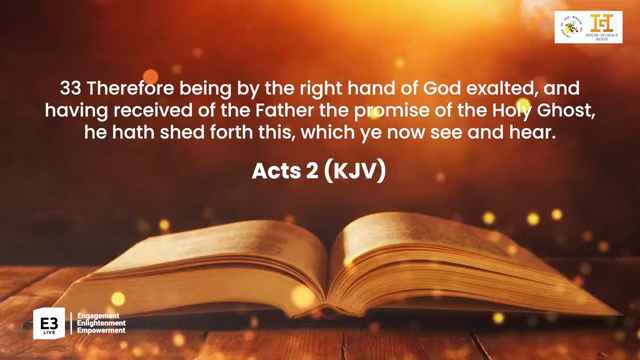 33 Therefore being by the right hand of God exalted, and
having received of the Father the promise of the Holy Ghost,
he hath shed forth this, which ye now see and hear.
Acts 2 (KJV)
HOUSE OF GRACE
E3
LIVE
Engagement
Enlightenment
Empowerment